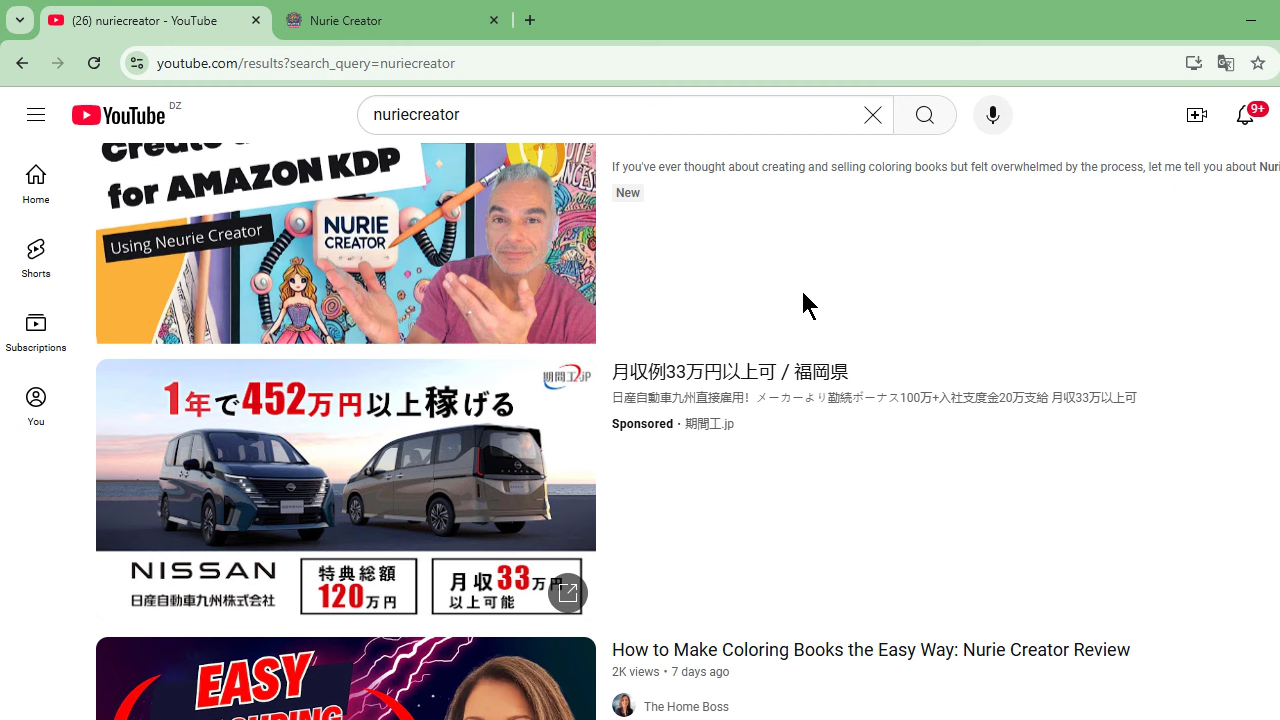 (26) nuriecreator - YouTube
Nurie Creator
youtube.com/results?search_query=nuriecreator
YouTube
DZ
nuriecreator
9+
Home
Shorts
Subscriptions
You
for AMAZON KDP
Using Neurie Creator
NURIE
CREATOR
If you've ever thought about creating and selling coloring books but felt overwhelmed by the process, let me tell you about Nuri
New
1年で452万円以上稼げる
期間工.jp
NISSAN
日産自動車九州株式会社
特典総額
120万円
月収33万円
以上可能
月収例33万円以上可 / 福岡県
日産自動車九州直接雇用! メーカーより勤続ボーナス100万+入社支度金20万支給 月収33万以上可
Sponsored · 期間工.jp
EASY
How to Make Coloring Books the Easy Way: Nurie Creator Review
2K views • 7 days ago
The Home Boss